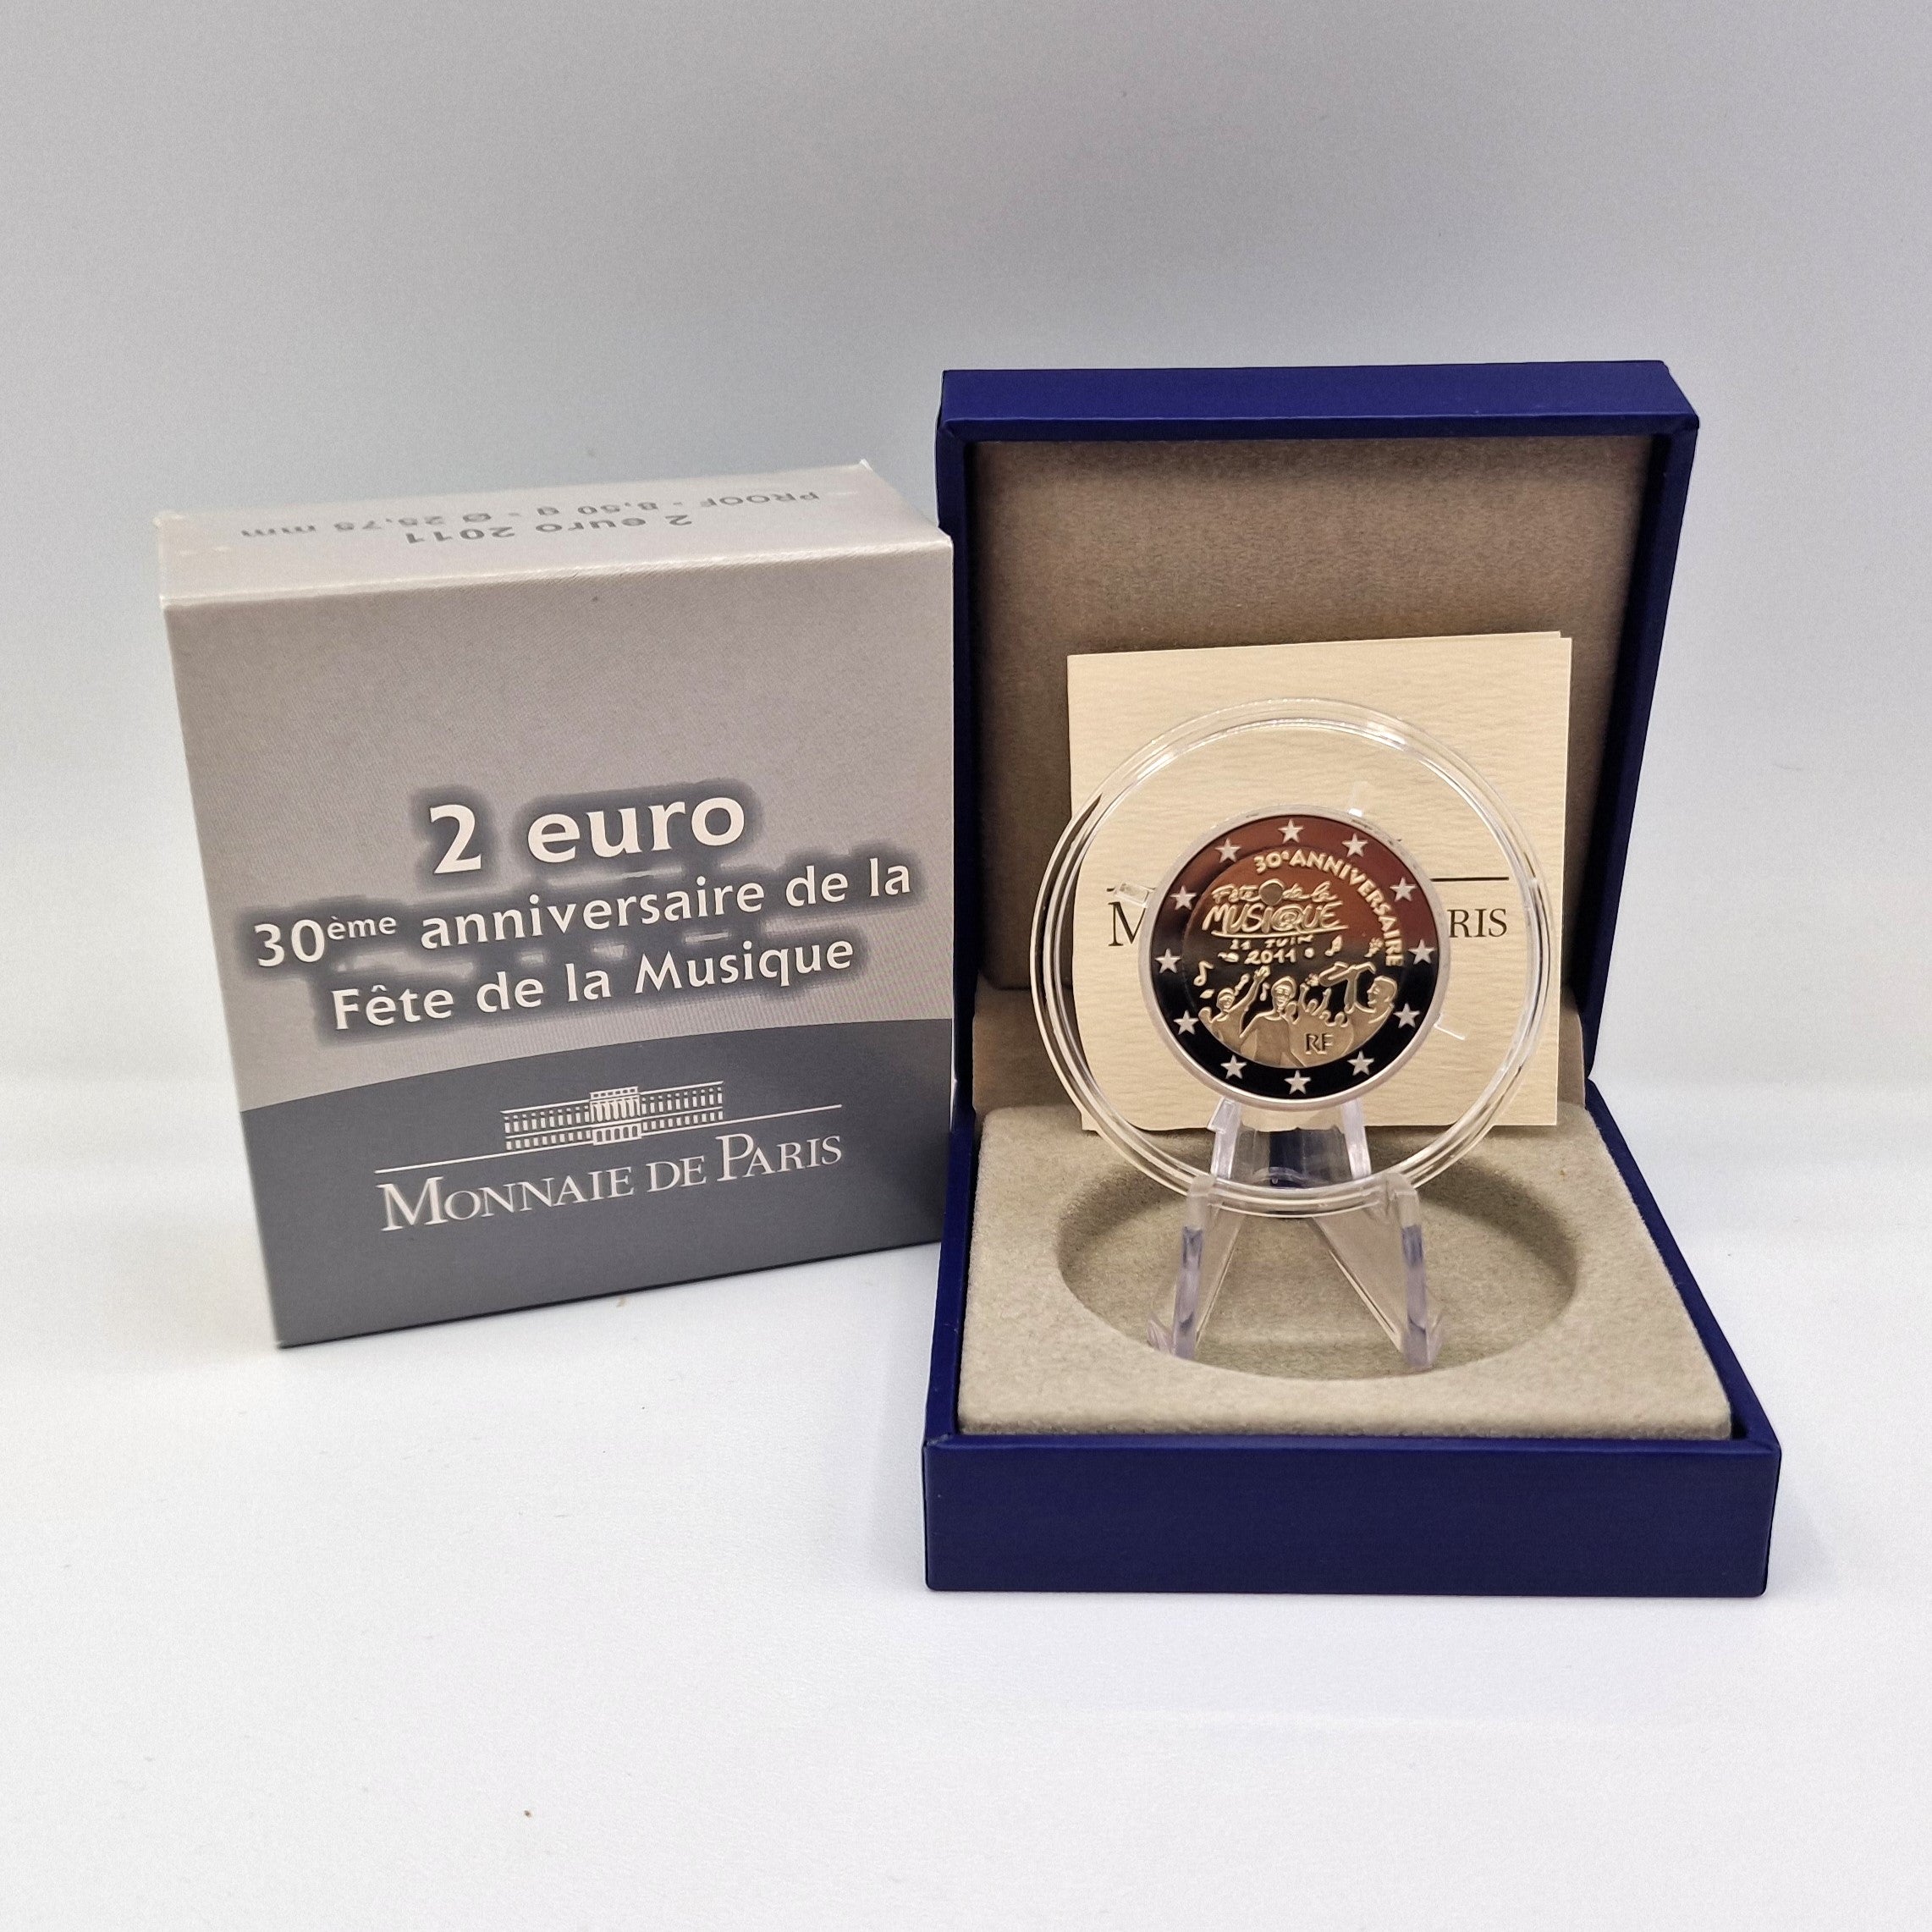 PROOF - 8,50 g - Ø 25,75 mm
2 euro 2011
2 euro
30ème anniversaire de la
Fête de la Musique
MONNAIE DE PARIS
30e ANNIVERSAIRE
Fête de la
MUSIQUE
21 JUIN
2011
RF
M RIS